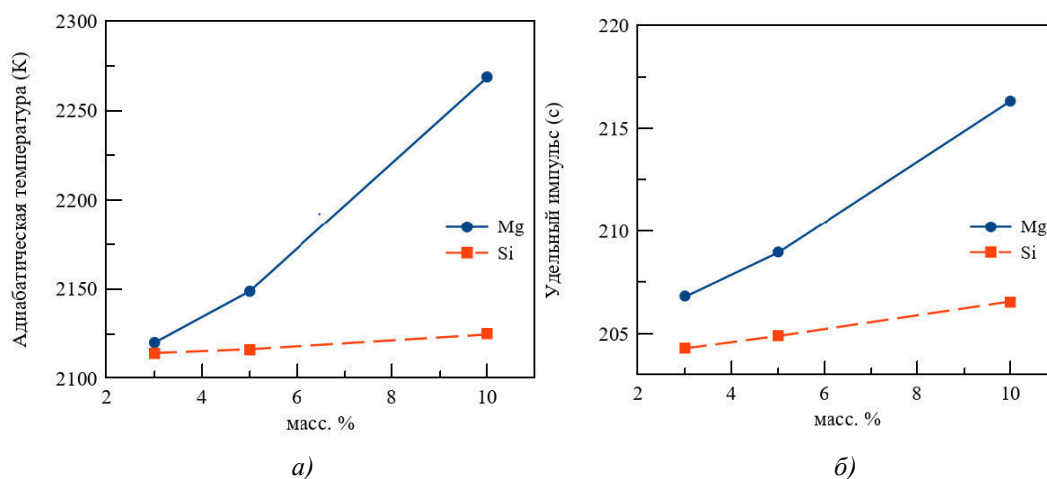 Адиабатическая температура (К)
2300
2250
2200
2150
2100
2
4
6
8
10
масс. %
Mg
Si
а)
Удельный импульс (с)
220
215
210
205
2
4
6
8
10
масс. %
Mg
Si
б)